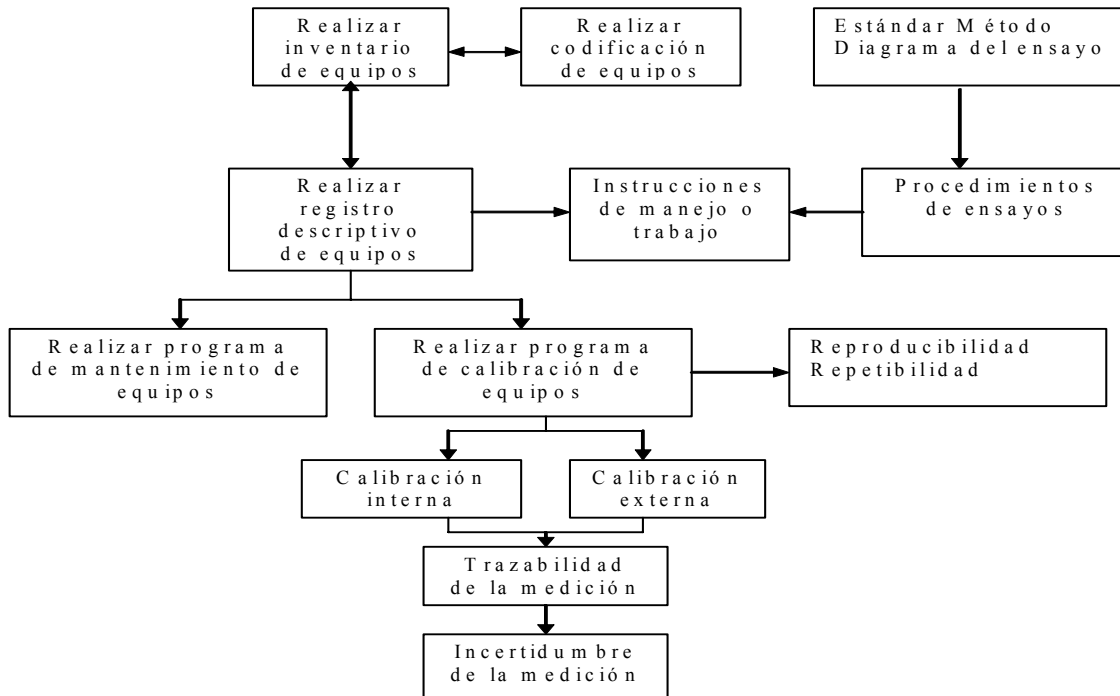 Realizar
inventario
de equipos
Realizar
codificación
de equipos
Estándar Método
Diagrama del ensayo
Realizar
registro
descriptivo
de equipos
Instrucciones
de manejo o
trabajo
Procedimientos
de ensayos
Realizar programa
de mantenimiento de
equipos
Realizar programa
de calibración de
equipos
Reproducibilidad
Repetibilidad
Calibración
interna
Calibración
externa
Trazabilidad
de la medición
Incertidumbre
de la medición